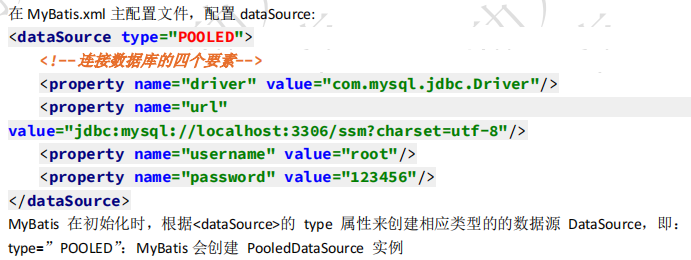 在 MyBatis.xml 主配置文件，配置 dataSource:
<dataSource type="POOLED">
<!--连接数据库的四个要素-->
<property name="driver" value="com.mysql.jdbc.Driver"/>
<property name="url"
value="jdbc:mysql://localhost:3306/ssm?charset=utf-8"/>
<property name="username" value="root"/>
<property name="password" value="123456"/>
</dataSource>
MyBatis 在初始化时，根据<dataSource>的 type 属性来创建相应类型的的数据源 DataSource，即：
type=” POOLED”：MyBatis 会创建 PooledDataSource 实例